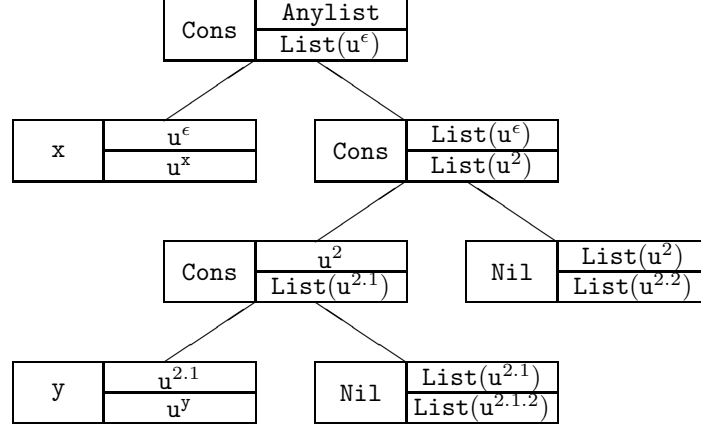 Cons Anylist
List(u^ϵ)
x u^ϵ
u^x
Cons List(u^ϵ)
List(u^2)
Cons u^2
List(u^2.1)
Nil List(u^2)
List(u^2.2)
y u^2.1
u^y
Nil List(u^2.1)
List(u^2.1.2)